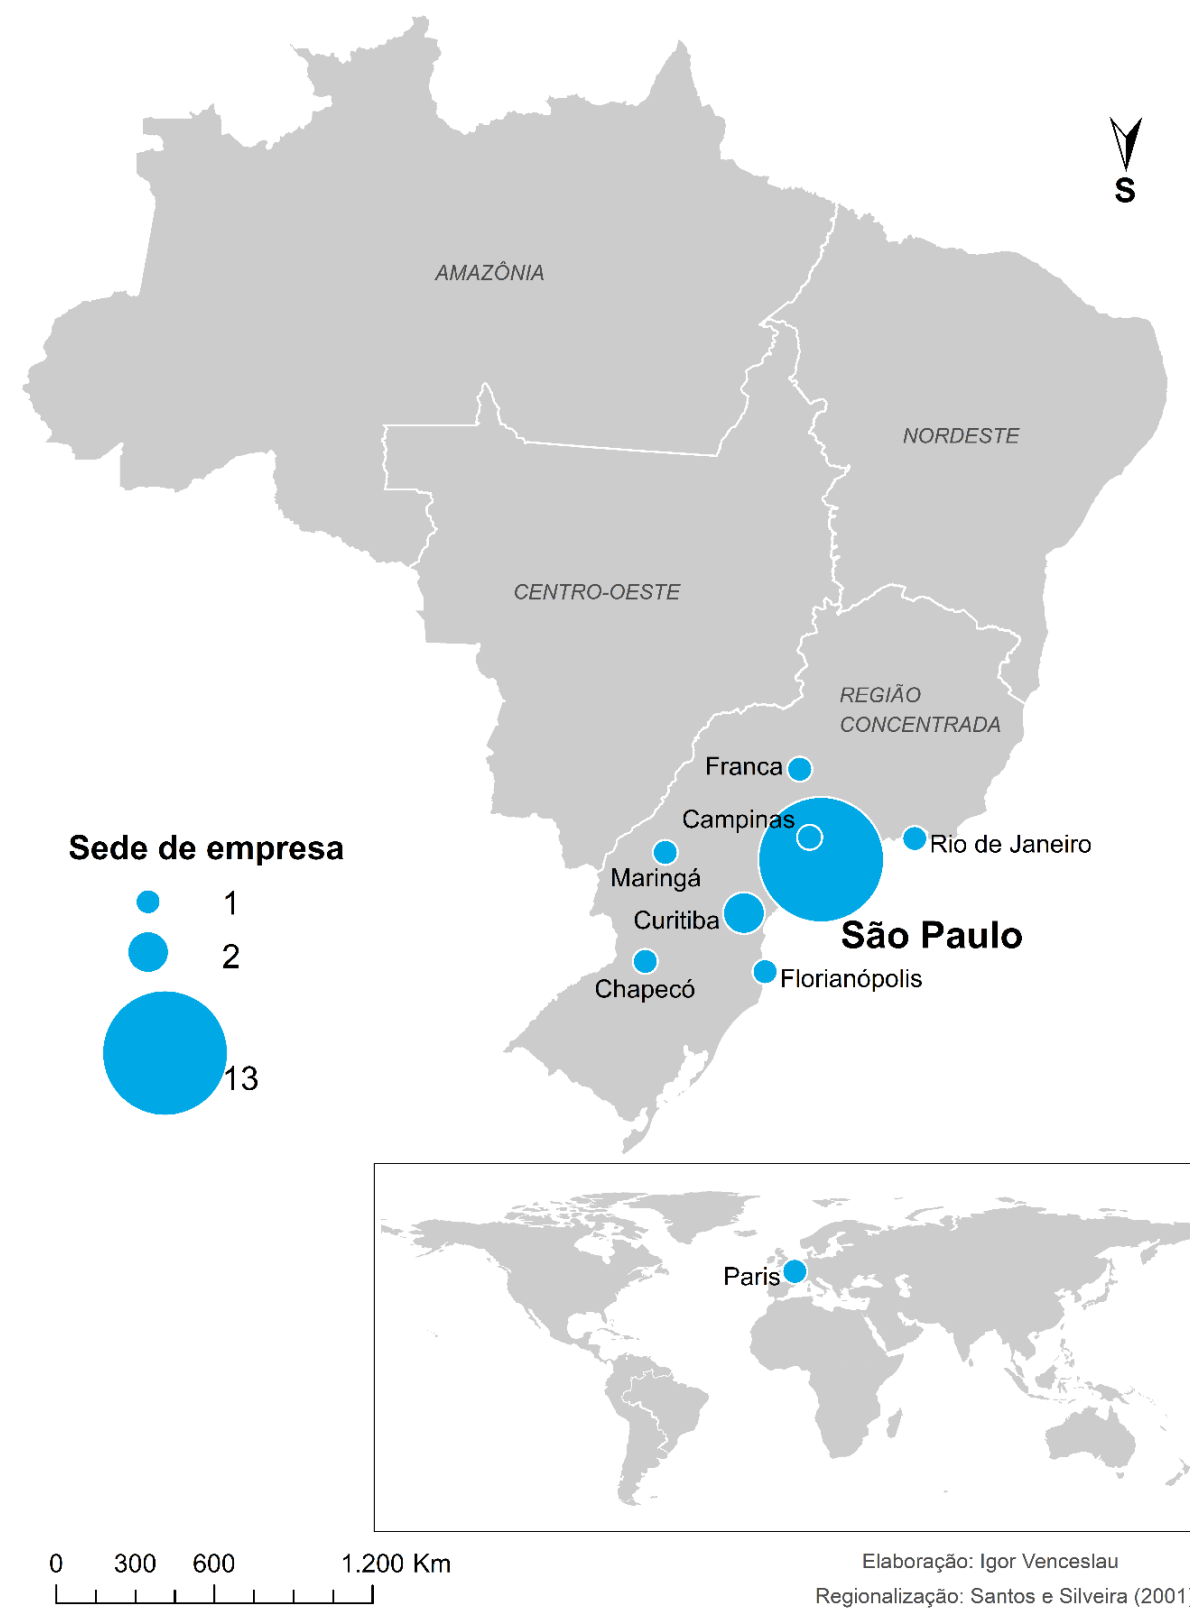 S
AMAZÔNIA
NORDESTE
CENTRO-OESTE
REGIÃO
CONCENTRADA
Franca
Campinas
Rio de Janeiro
Maringá
Curitiba
São Paulo
Chapecó
Florianópolis
Sede de empresa
1
2
13
Paris
0 300 600 1.200 Km
Elaboração: Igor Venceslau
Regionalização: Santos e Silveira (2001)